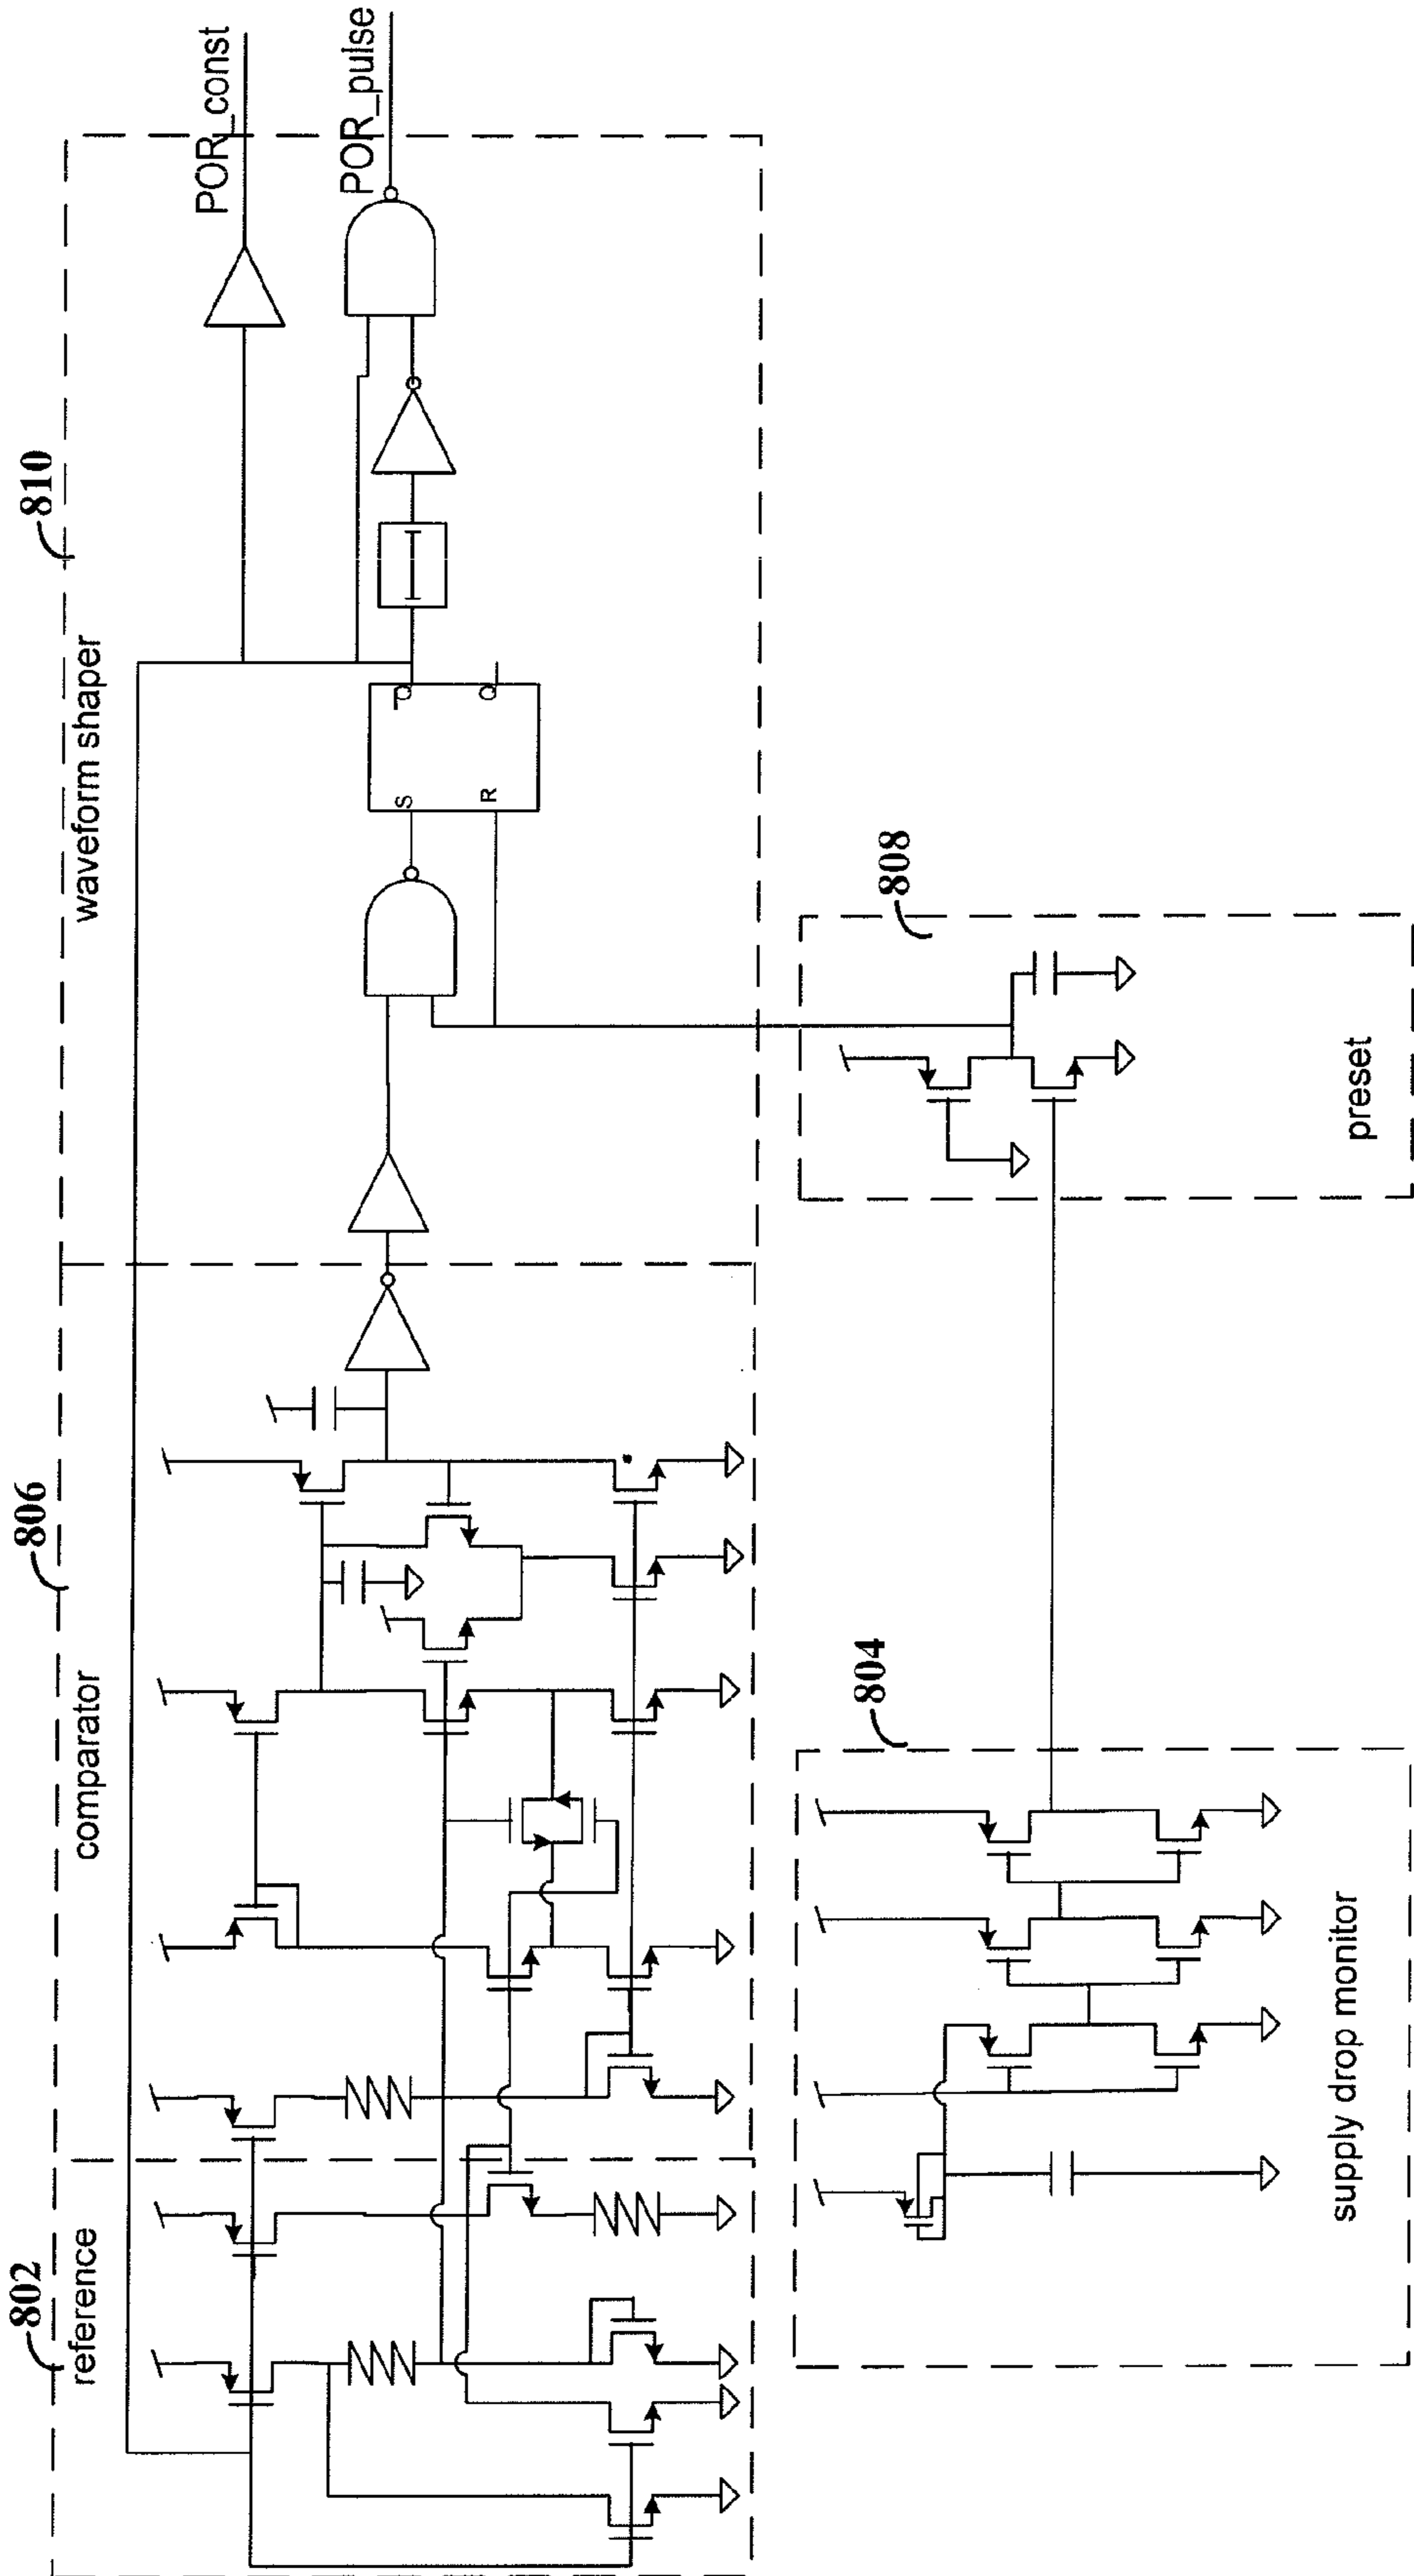 802
reference
806
comparator
810
waveform shaper
POR_const
POR_pulse
S
R
Q
Q
804
supply drop monitor
808
preset